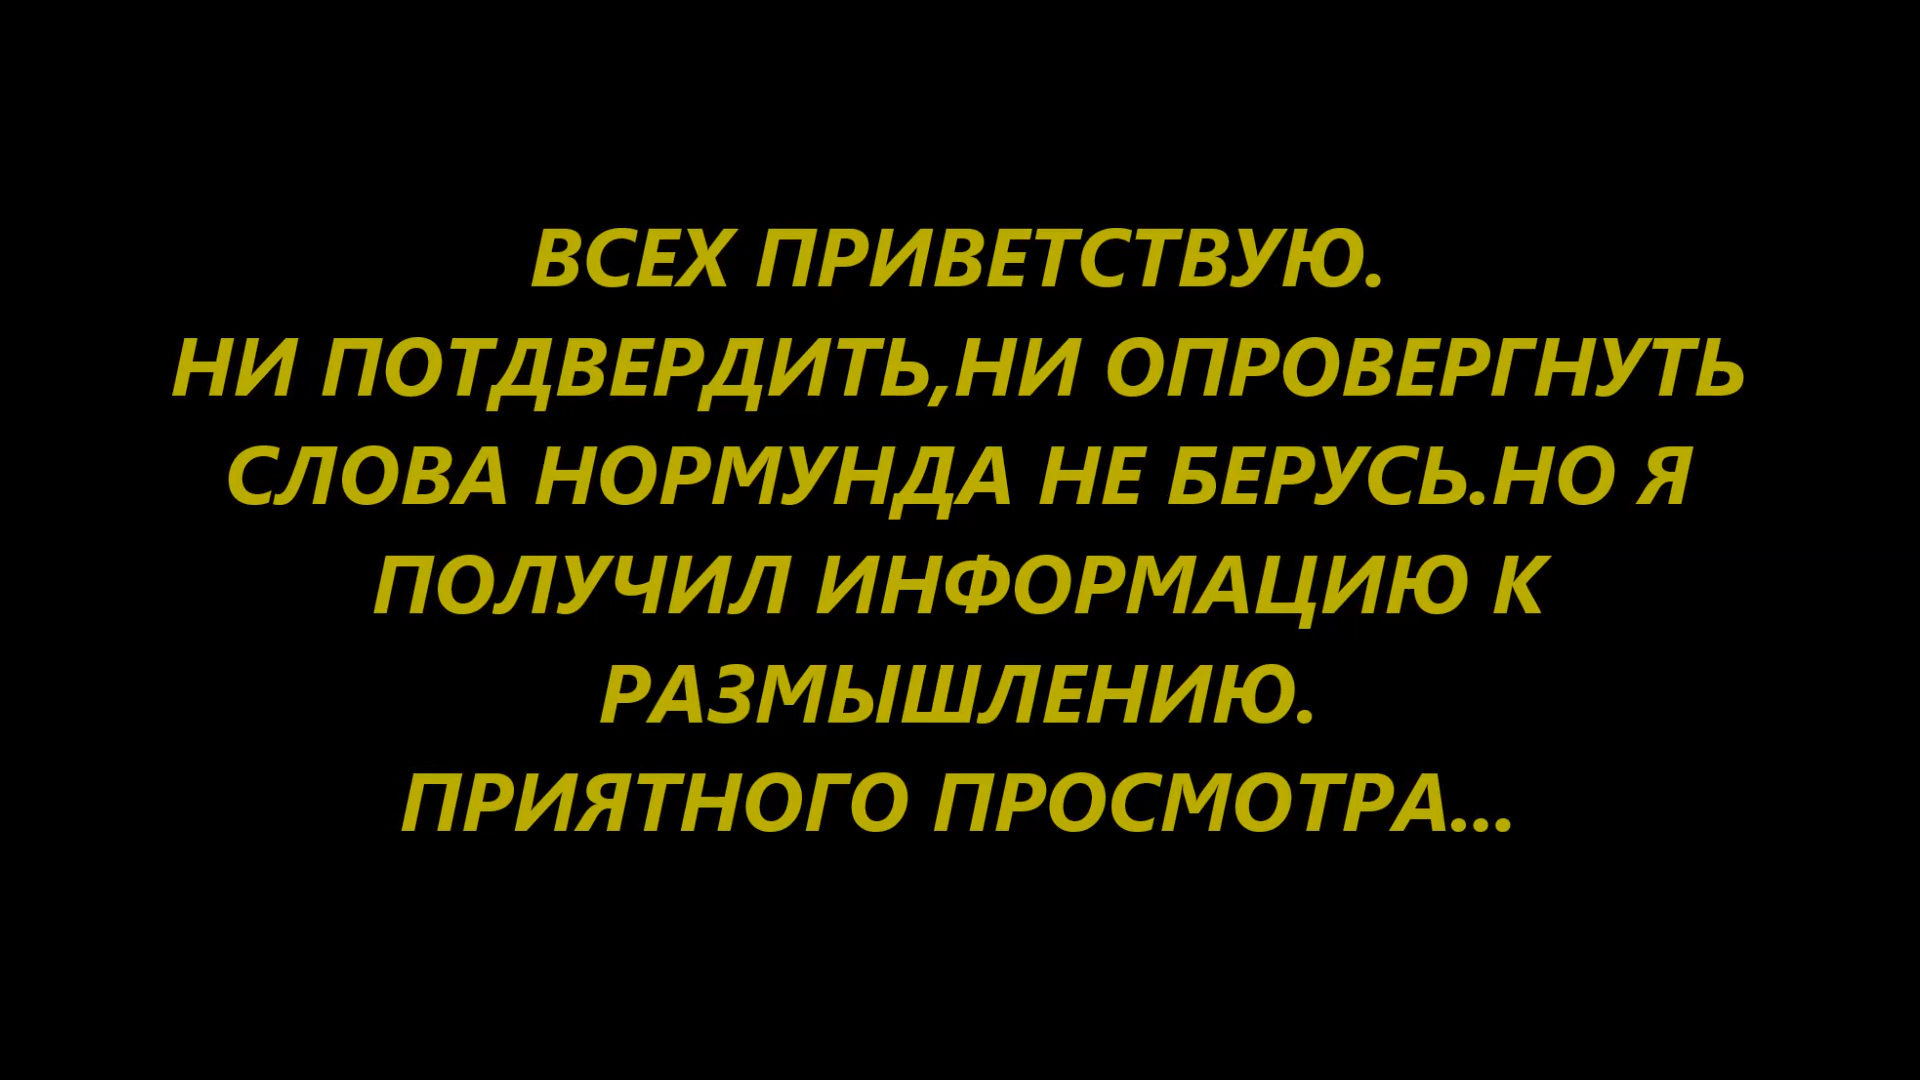 ВСЕХ ПРИВЕТСТВУЮ.
НИ ПОТДВЕРДИТЬ,НИ ОПРОВЕРГНУТЬ
СЛОВА НОРМУНДА НЕ БЕРУСЬ.НО Я
ПОЛУЧИЛ ИНФОРМАЦИЮ К
РАЗМЫШЛЕНИЮ.
ПРИЯТНОГО ПРОСМОТРА...